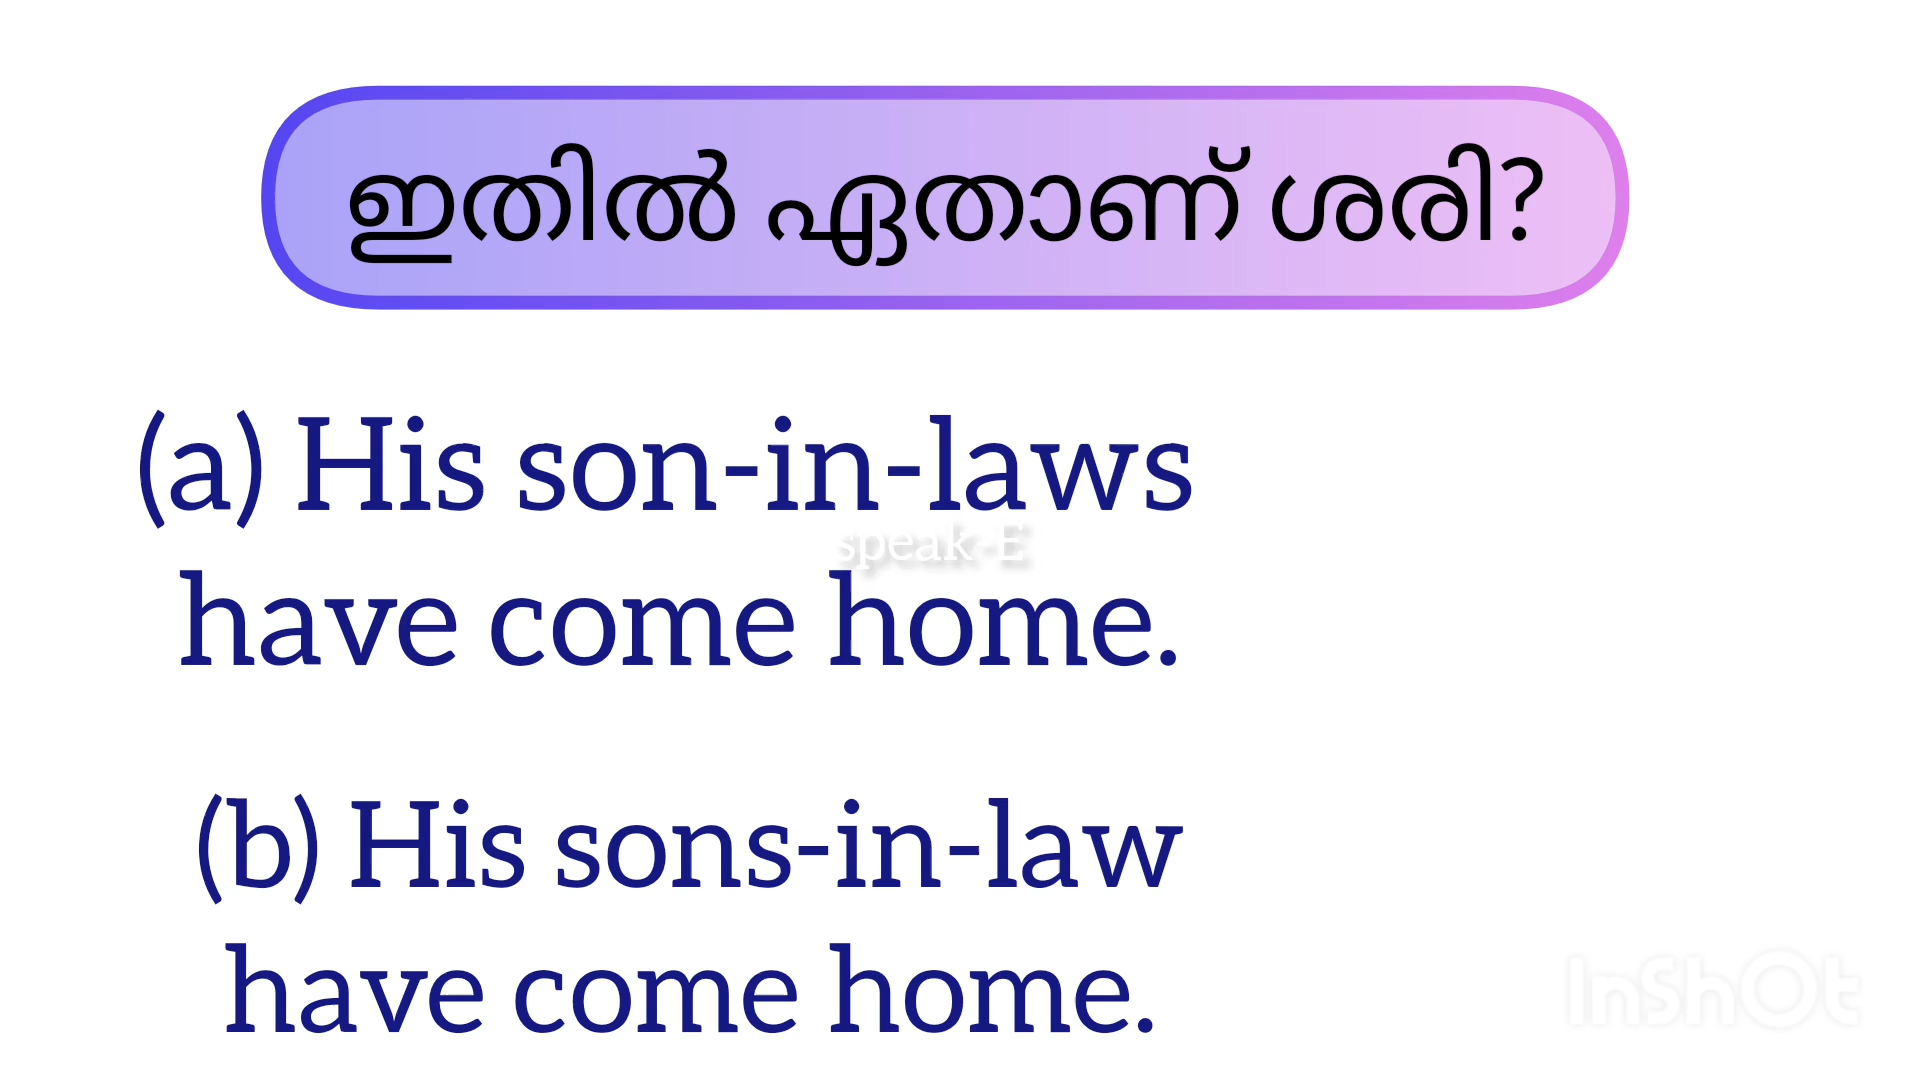 ഇതിൽ ഏതാണ് ശരി?
(a) His son-in-laws
speak-E
have come home.
(b) His sons-in-law
have come home.
InShOt